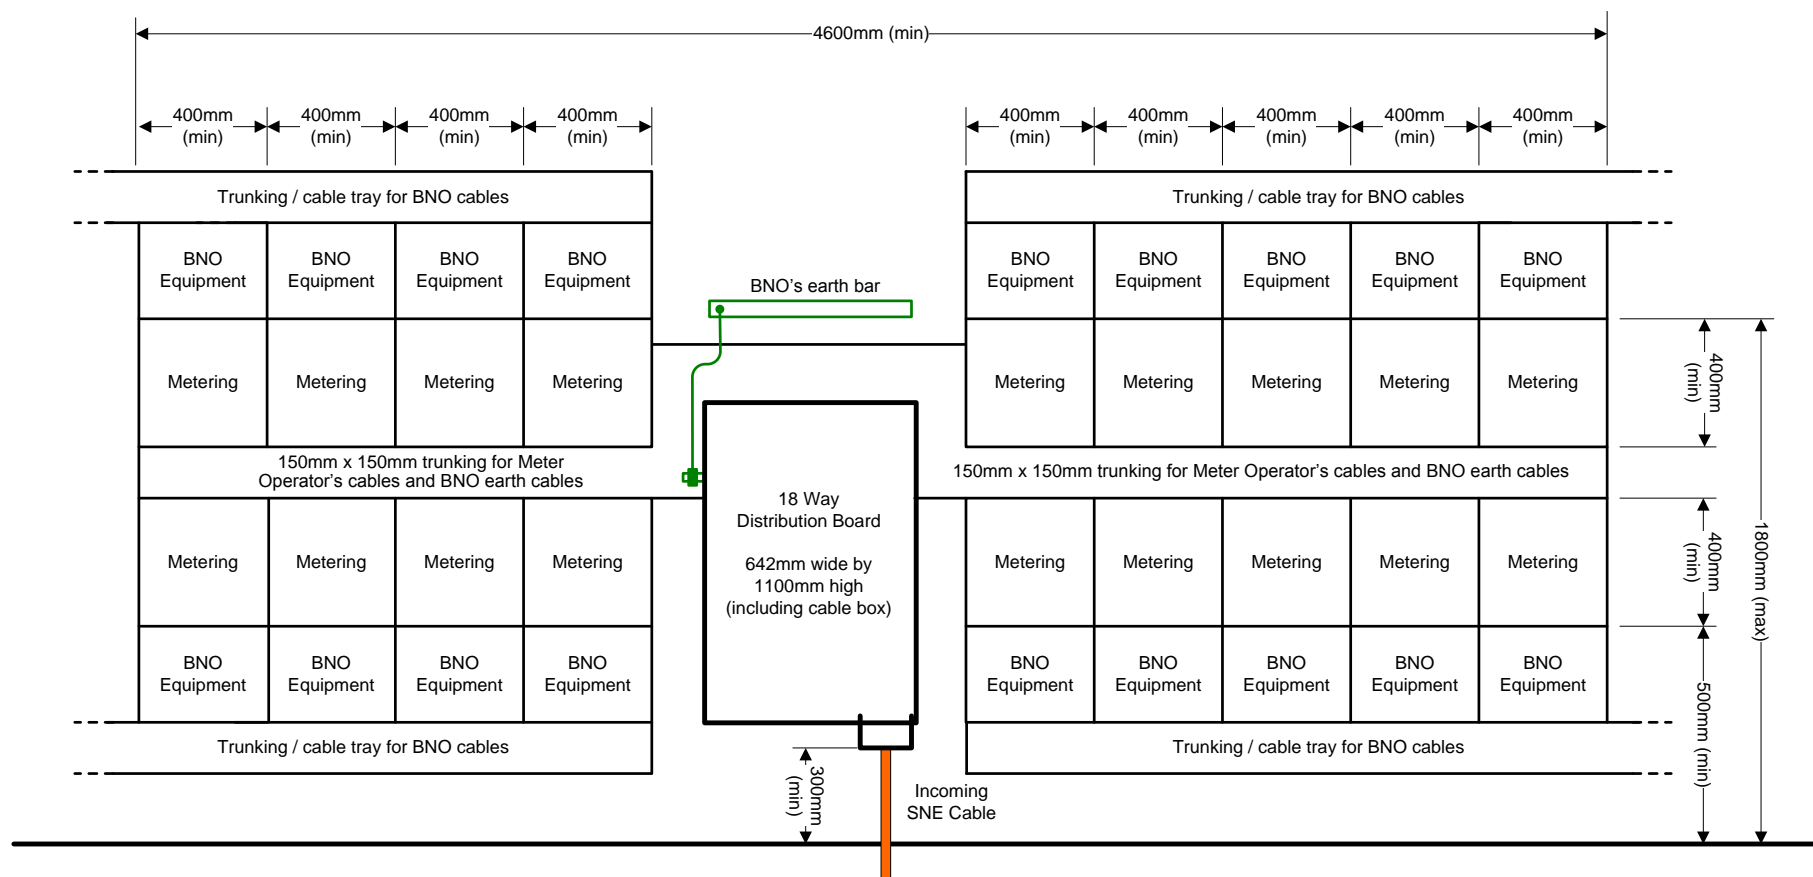 4600mm (min)
400mm
(min)
400mm
(min)
400mm
(min)
400mm
(min)
400mm
(min)
400mm
(min)
400mm
(min)
400mm
(min)
400mm
(min)
Trunking / cable tray for BNO cables
Trunking / cable tray for BNO cables
BNO
Equipment
BNO
Equipment
BNO
Equipment
BNO
Equipment
BNO
Equipment
BNO
Equipment
BNO
Equipment
BNO
Equipment
BNO
Equipment
BNO's earth bar
Metering
Metering
Metering
Metering
Metering
Metering
Metering
Metering
Metering
400mm
(min)
150mm x 150mm trunking for Meter
Operator's cables and BNO earth cables
150mm x 150mm trunking for Meter Operator's cables and BNO earth cables
18 Way
Distribution Board
642mm wide by
1100mm high
(including cable box)
Metering
Metering
Metering
Metering
Metering
Metering
Metering
Metering
Metering
400mm
(min)
1800mm (max)
BNO
Equipment
BNO
Equipment
BNO
Equipment
BNO
Equipment
BNO
Equipment
BNO
Equipment
BNO
Equipment
BNO
Equipment
BNO
Equipment
500mm (min)
Trunking / cable tray for BNO cables
Trunking / cable tray for BNO cables
300mm
(min)
Incoming
SNE Cable